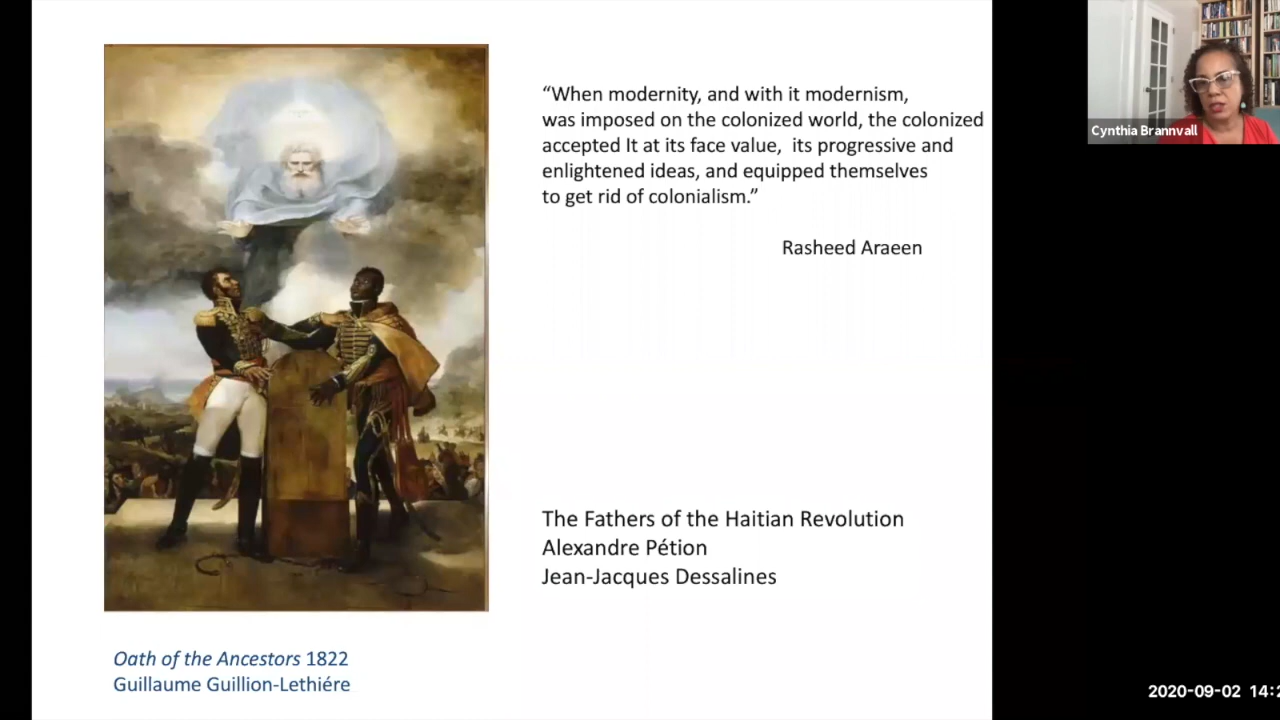 “When modernity, and with it modernism,
was imposed on the colonized world, the colonized
accepted It at its face value,  its progressive and
enlightened ideas, and equipped themselves
to get rid of colonialism.”
Rasheed Araeen
Cynthia Brannvall
The Fathers of the Haitian Revolution
Alexandre Pétion
Jean-Jacques Dessalines
Oath of the Ancestors 1822
Guillaume Guillion-Lethiére
2020-09-02 14:2